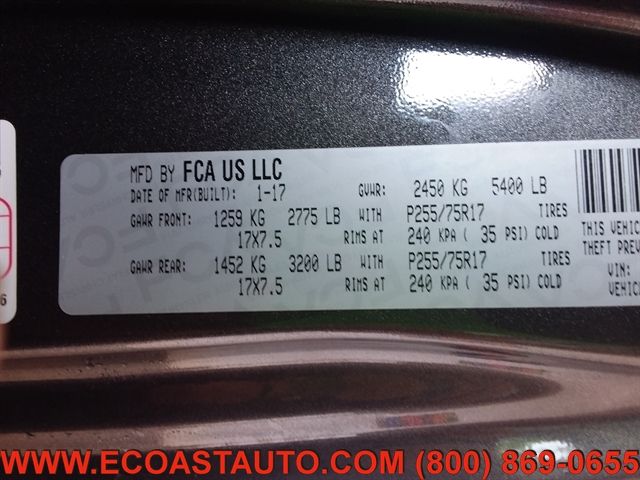 MFD BY FCA US LLC
DATE OF MFR(BUILT): 1-17 GVWR: 2450 KG 5400 LB
GAWR FRONT: 1259 KG 2775 LB WITH P255/75R17 TIRES
17X7.5 RIMS AT 240 KPA ( 35 PSI) COLD
GAWR REAR: 1452 KG 3200 LB WITH P255/75R17 TIRES
17X7.5 RIMS AT 240 KPA ( 35 PSI) COLD
THIS VEHIC
THEFT PREV
VIN:
VEHIC
6
WWW.ECOASTAUTO.COM (800) 869-0655